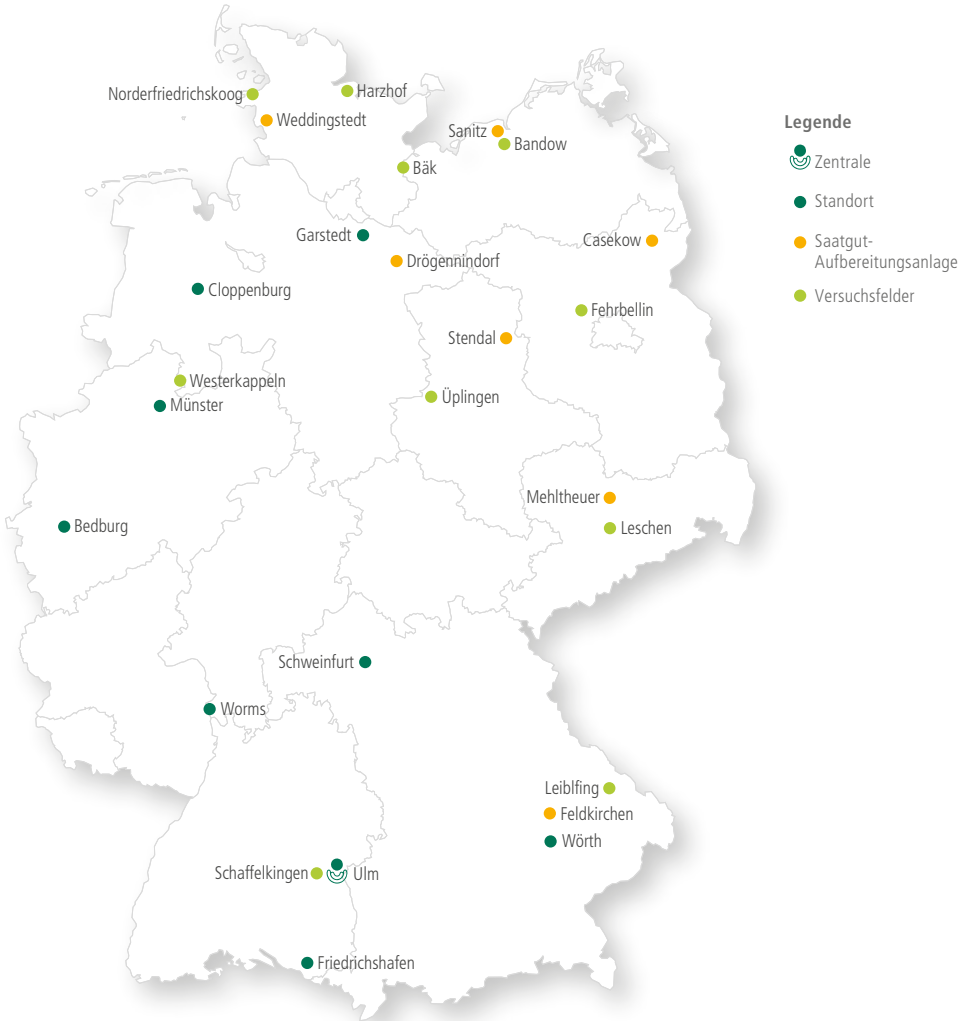 Norderfriedrichskoog
Harzhof
Weddingstedt
Sanitz
Bandow
Bäk
Garstedt
Casekow
Drögennindorf
Cloppenburg
Fehrbellin
Stendal
Westerkappeln
Üplingen
Münster
Mehltheuer
Bedburg
Leschen
Schweinfurt
Worms
Leiblfing
Feldkirchen
Wörth
Schaffelkingen
Ulm
Friedrichshafen
Legende
Zentrale
Standort
Saatgut-
Aufbereitungsanlage
Versuchsfelder